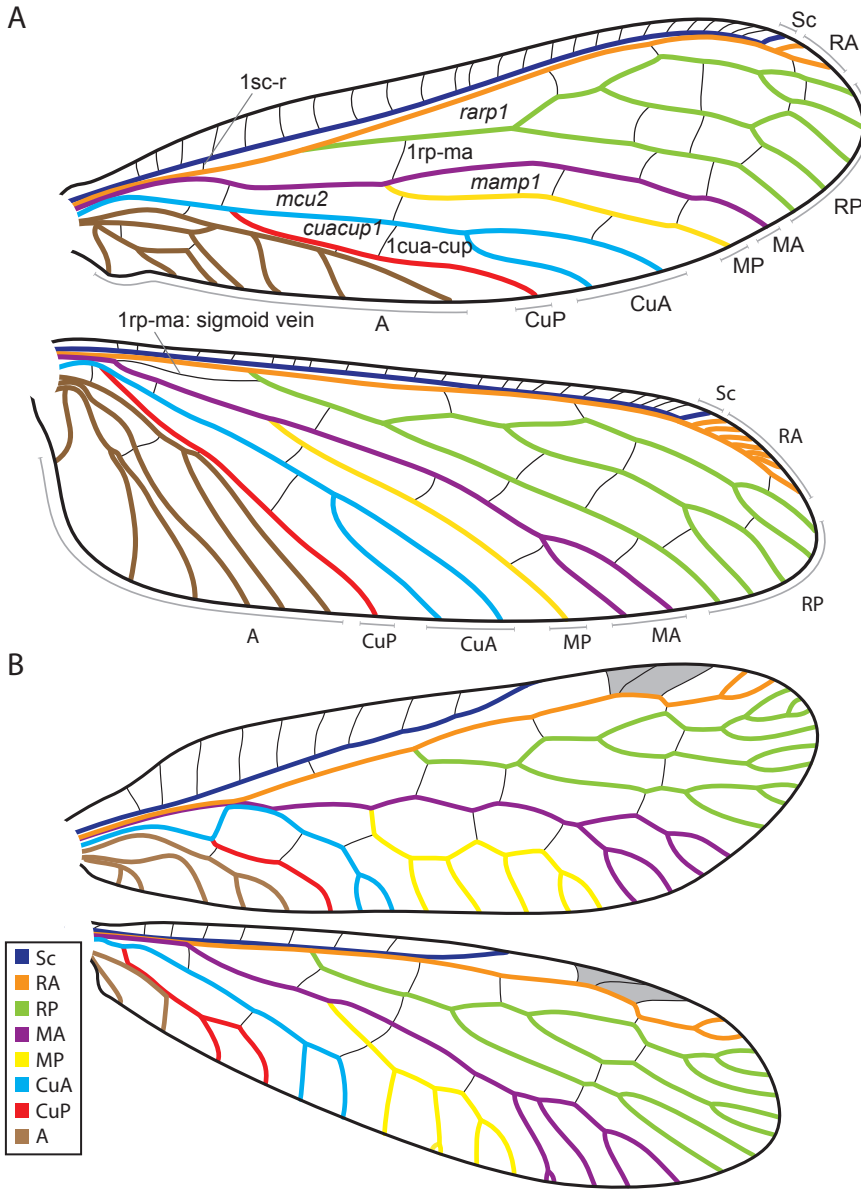 A
Sc
RA
1sc-r
rarp1
1rp-ma
mcu2
mamp1
cuacup1
1cua-cup
RP
MA
MP
CuA
CuP
A
1rp-ma: sigmoid vein
Sc
RA
RP
A
CuP
CuA
MP
MA
B
Sc
RA
RP
MA
MP
CuA
CuP
A